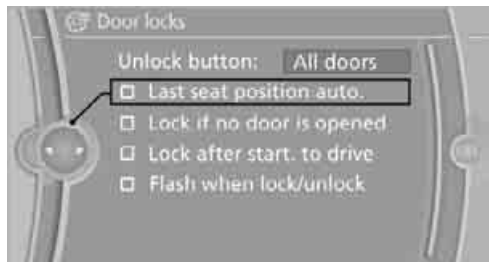 Door locks
Unlock button: All doors
Last seat position auto.
Lock if no door is opened
Lock after start. to drive
Flash when lock/unlock